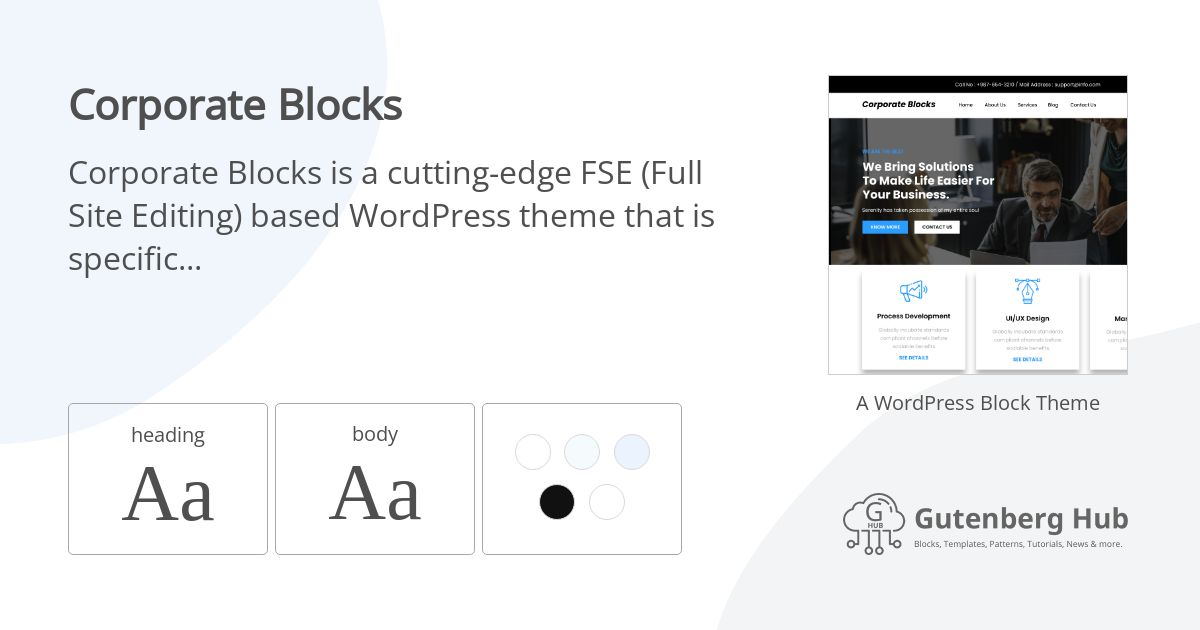 Corporate Blocks
Corporate Blocks is a cutting-edge FSE (Full
Site Editing) based WordPress theme that is
specific...
heading
Aa
body
Aa
Call No : +987-654-3210 / Mail Address : support@info.com
Corporate Blocks Home About Us Services Blog Contact Us
WE ARE THE BEST
We Bring Solutions
To Make Life Easier For
Your Business.
Serenity has taken possession of my entire soul
KNOW MORE CONTACT US
Process Development
Globally incubate standards
compliant channels before
scalable benefits
SEE DETAILS
UI/UX Design
Globally incubate standards
compliant channels before
scalable benefits
SEE DETAILS
A WordPress Block Theme
G
HUB
Gutenberg Hub
Blocks, Templates, Patterns, Tutorials, News & more.